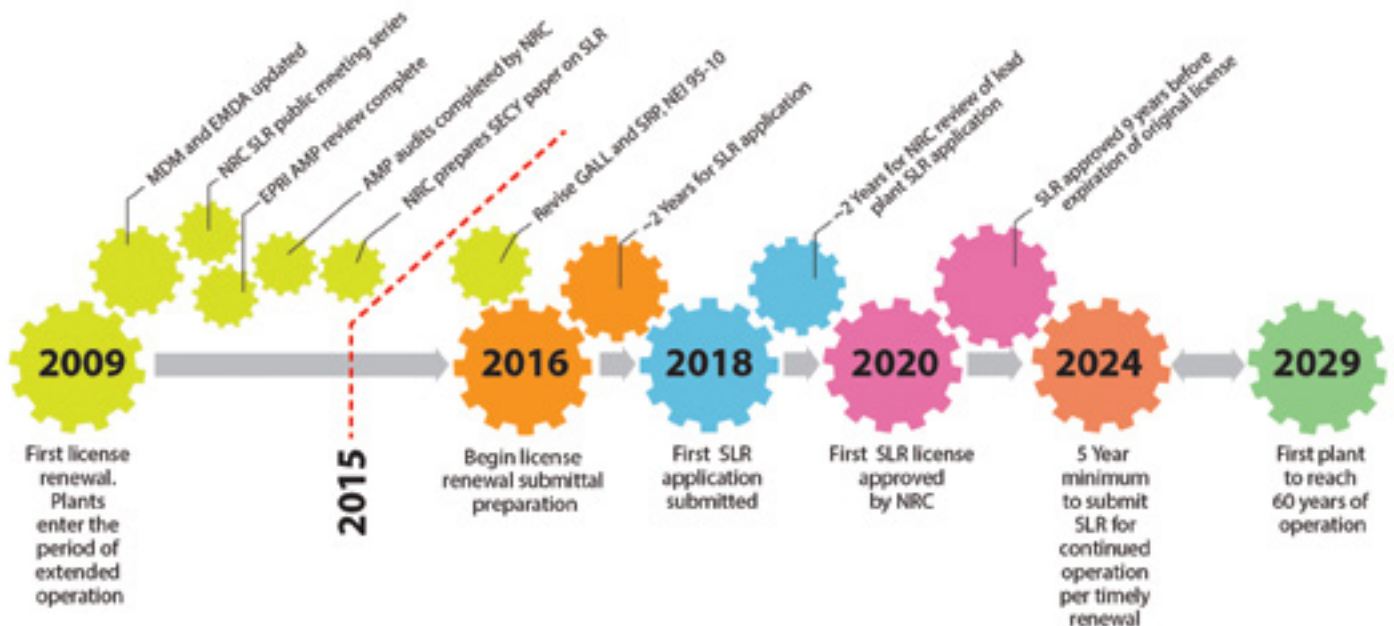 MDM and EMDA updated
NRC SLR public meeting series
EPRI AMP review complete
AMP audits completed by NRC
NRC prepares SECY paper on SLR
Revise GALL and SRP, NEI 95-10
~2 Years for SLR application
~2 Years for NRC review of lead
plant SLR application
SLR approved 9 years before
expiration of original license
2009
2016
2018
2020
2024
2029
First license
renewal.
Plants
enter the
period of
extended
operation
2015
Begin license
renewal submittal
preparation
First SLR
application
submitted
First SLR license
approved
by NRC
5 Year
minimum
to submit
SLR for
continued
operation
per timely
renewal
First plant
to reach
60 years of
operation